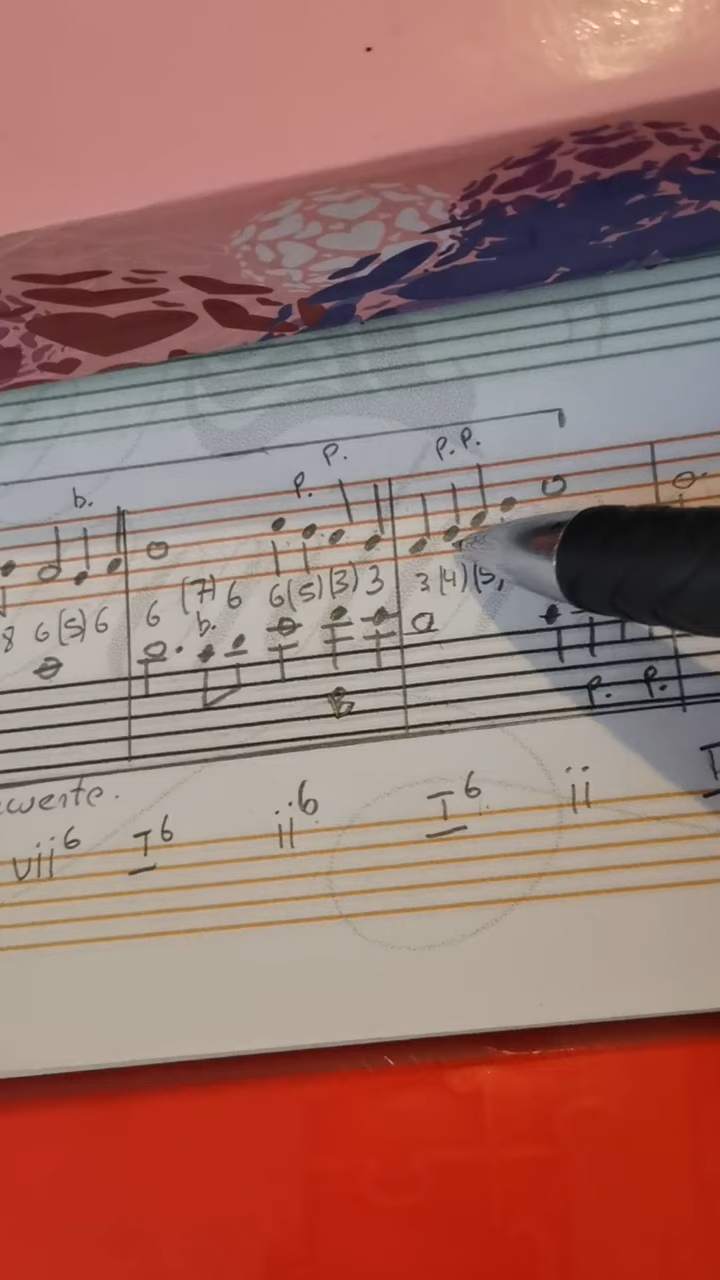 p. p.
b. p. p.
8 6(5)6 6 (7) 6 6(5)(3) 3 3(4)(5,
b.
B p. p.
vii6 I6 ii6 I6 ii